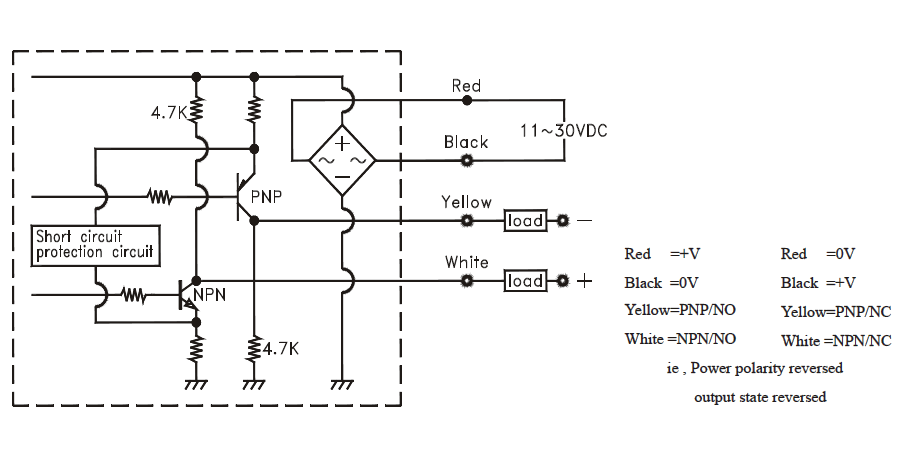 Red
4.7K
11~30VDC
Black
+
~ ~
−
PNP
Yellow
load −
Short circuit
protection circuit
White
load +
NPN
4.7K
Red =+V
Black =0V
Yellow=PNP/NO
White =NPN/NO
Red =0V
Black =+V
Yellow=PNP/NC
White =NPN/NC
ie , Power polarity reversed
output state reversed